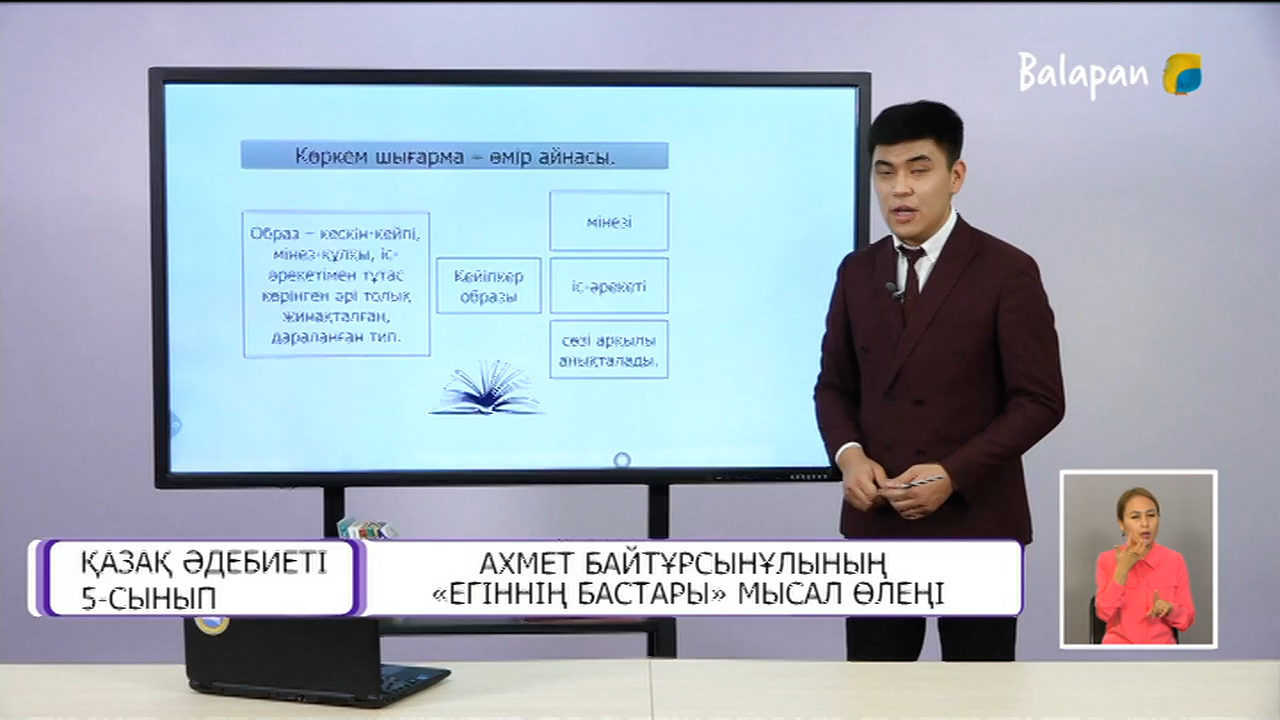 Balapan
Көркем шығарма – өмір айнасы.
Образ – кескін-кейпі,
мінез-құлқы, іс-
әрекетімен тұтас
көрінген әрі толық
жинақталған,
дараланған тип.
Кейіпкер
образы
мінезі
іс-әрекеті
сөзі арқылы
анықталады.
ҚАЗАҚ ӘДЕБИЕТІ
5-СЫНЫП
АХМЕТ БАЙТҰРСЫНҰЛЫНЫҢ
«ЕГІННІҢ БАСТАРЫ» МЫСАЛ ӨЛЕҢІ